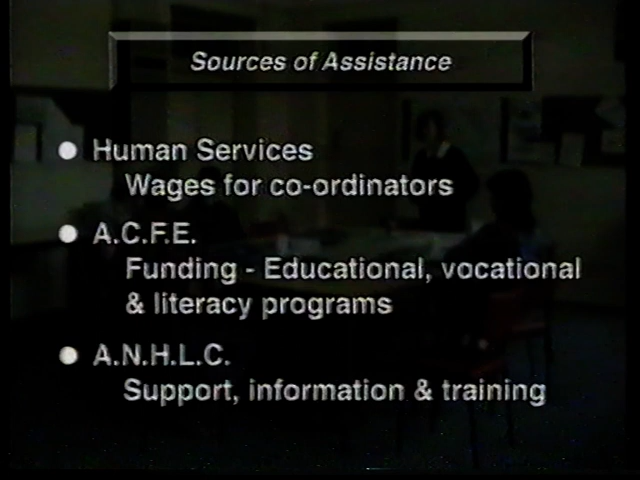 Sources of Assistance
● Human Services
Wages for co-ordinators
● A.C.F.E.
Funding - Educational, vocational
& literacy programs
● A.N.H.L.C.
Support, information & training